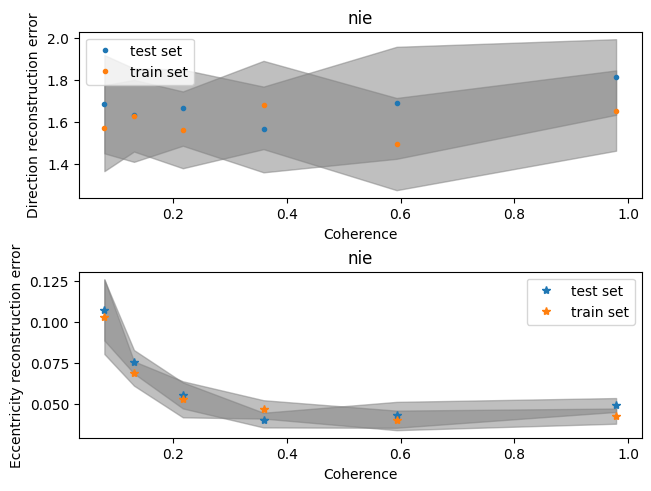 nie
Direction reconstruction error
2.0
1.8
1.6
1.4
test set
train set
0.2
0.4
0.6
0.8
1.0
Coherence
nie
Eccentricity reconstruction error
0.125
0.100
0.075
0.050
test set
train set
0.2
0.4
0.6
0.8
1.0
Coherence